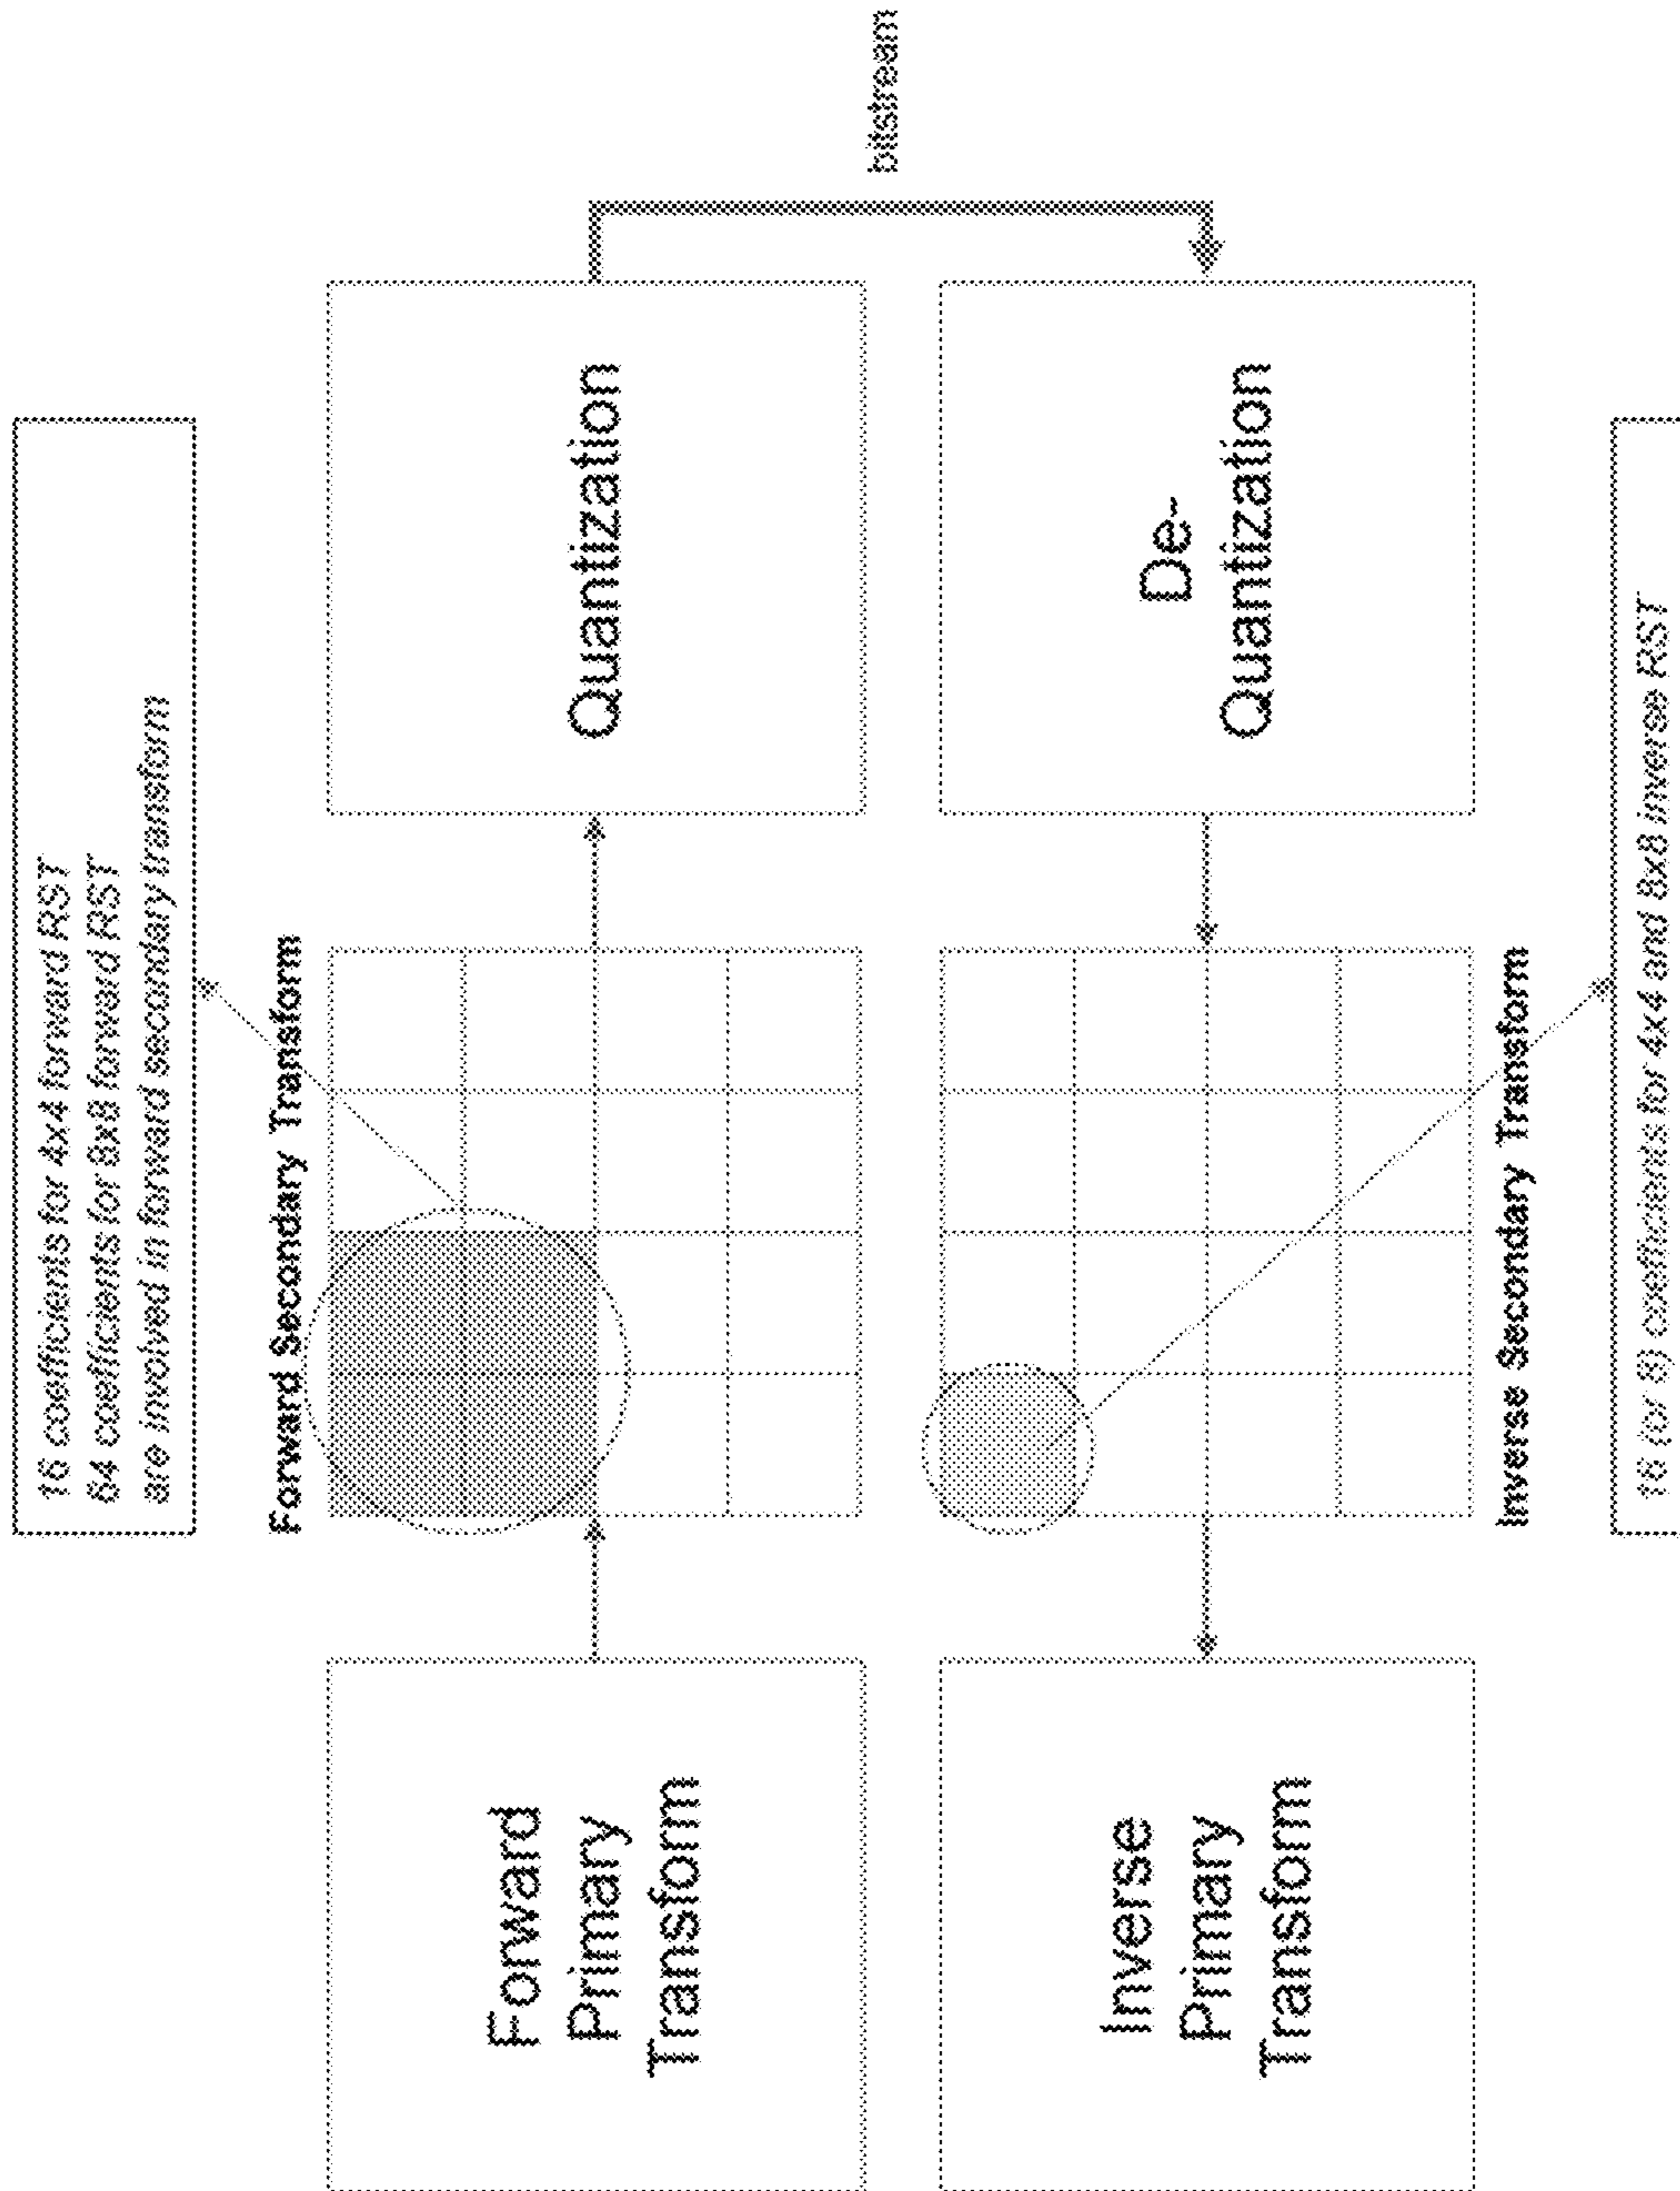 16 coefficients for 4x4 forward RST
64 coefficients for 8x8 forward RST
are involved in forward secondary transform
Forward Secondary Transform
Forward
Primary
Transform
Quantization
bitstream
Inverse
Primary
Transform
De-
Quantization
Inverse Secondary Transform
16 (or 8) coefficients for 4x4 and 8x8 inverse RST